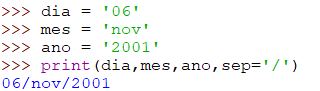 >>> dia = '06'
>>> mes = 'nov'
>>> ano = '2001'
>>> print(dia,mes,ano,sep='/')
06/nov/2001